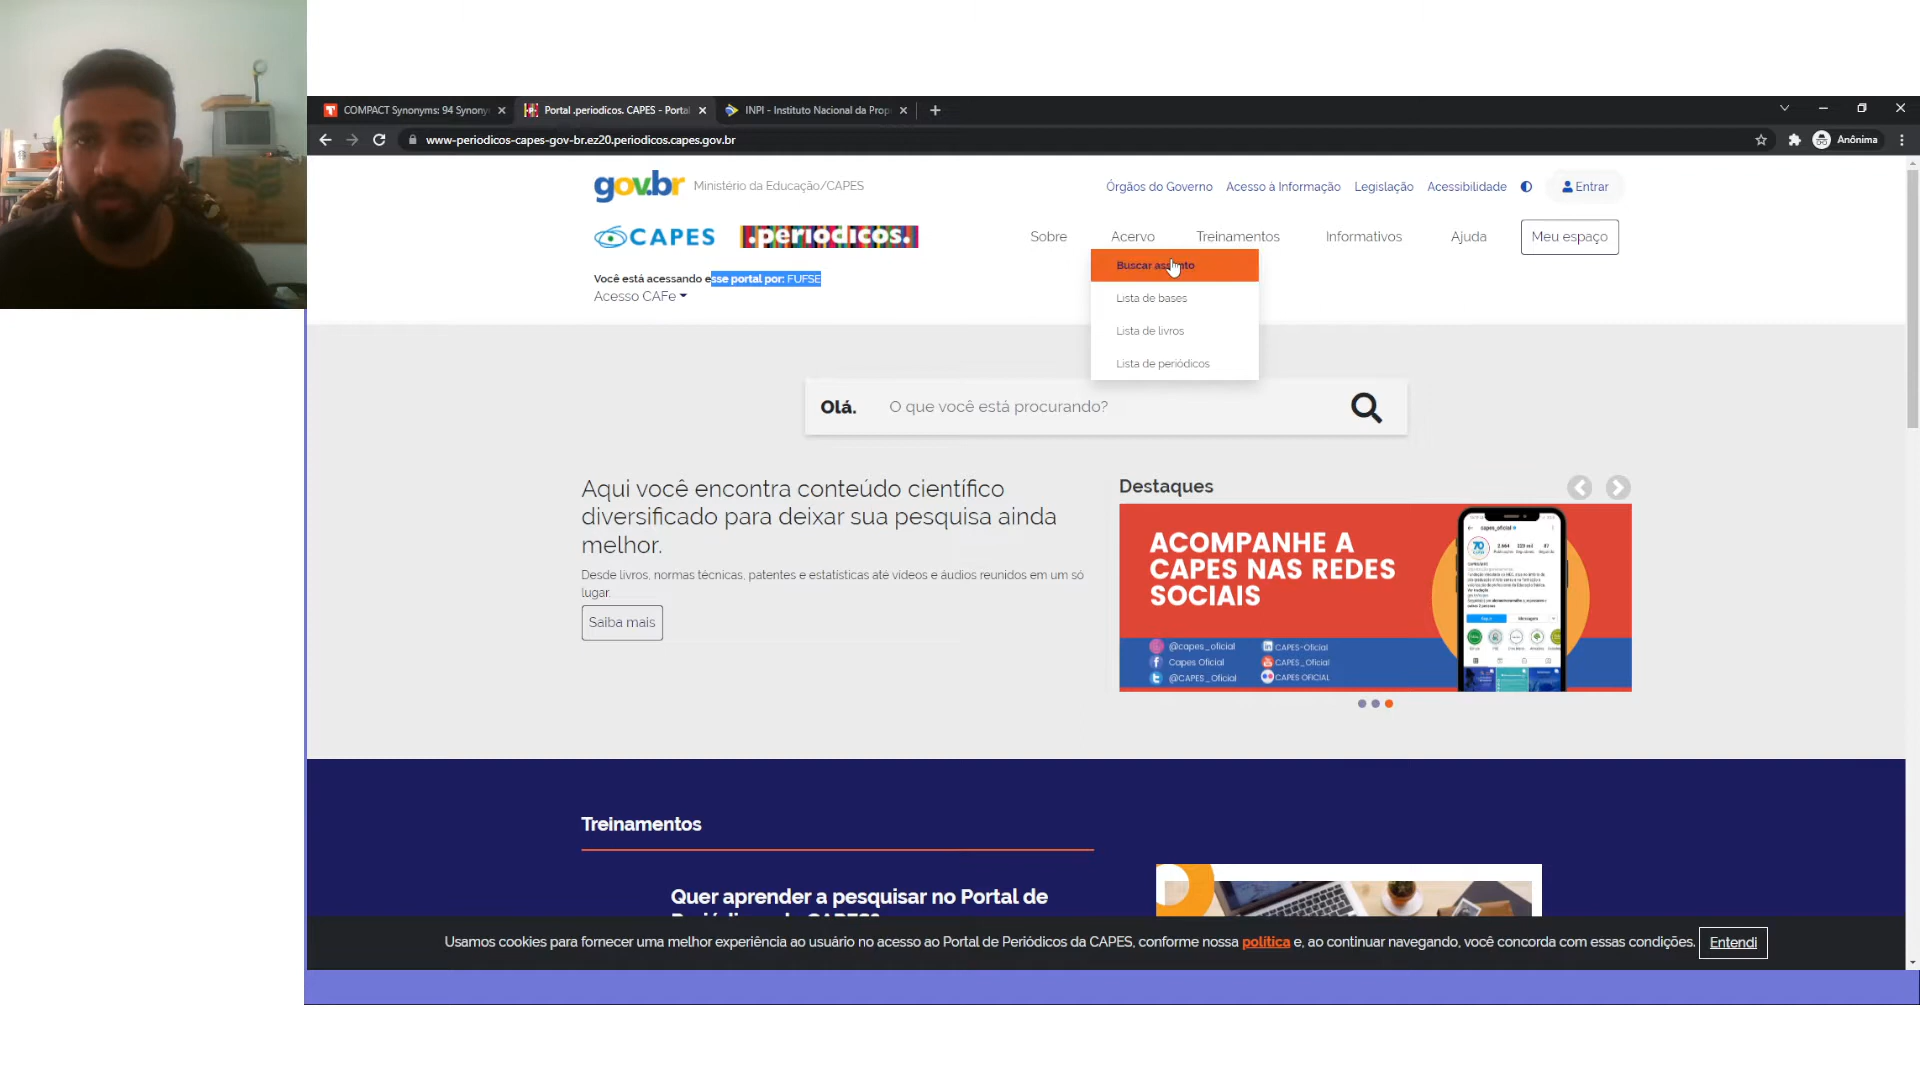 COMPACT Synonyms: 94 Synony
Portal .periodicos. CAPES - Portal
INPI - Instituto Nacional da Prop
www-periodicos-capes-gov-br.ez20.periodicos.capes.gov.br
Anônima
gov.br Ministério da Educação/CAPES
Órgãos do Governo Acesso à Informação Legislação Acessibilidade Entrar
CAPES .periodicos.
Sobre Acervo Treinamentos Informativos Ajuda Meu espaço
Buscar assunto
Lista de bases
Lista de livros
Lista de periódicos
Você está acessando esse portal por: FUFSE
Acesso CAFe
Olá. O que você está procurando?
Aqui você encontra conteúdo científico
diversificado para deixar sua pesquisa ainda
melhor.
Desde livros, normas técnicas, patentes e estatísticas até vídeos e áudios reunidos em um só
lugar.
Saiba mais
Destaques
ACOMPANHE A
CAPES NAS REDES
SOCIAIS
@capes_oficial CAPES-Oficial
Capes Oficial CAPES_Oficial
@CAPES_Oficial CAPES OFICIAL
capes_oficial
70
Treinamentos
Quer aprender a pesquisar no Portal de
Usamos cookies para fornecer uma melhor experiência ao usuário no acesso ao Portal de Periódicos da CAPES, conforme nossa política e, ao continuar navegando, você concorda com essas condições. Entendi